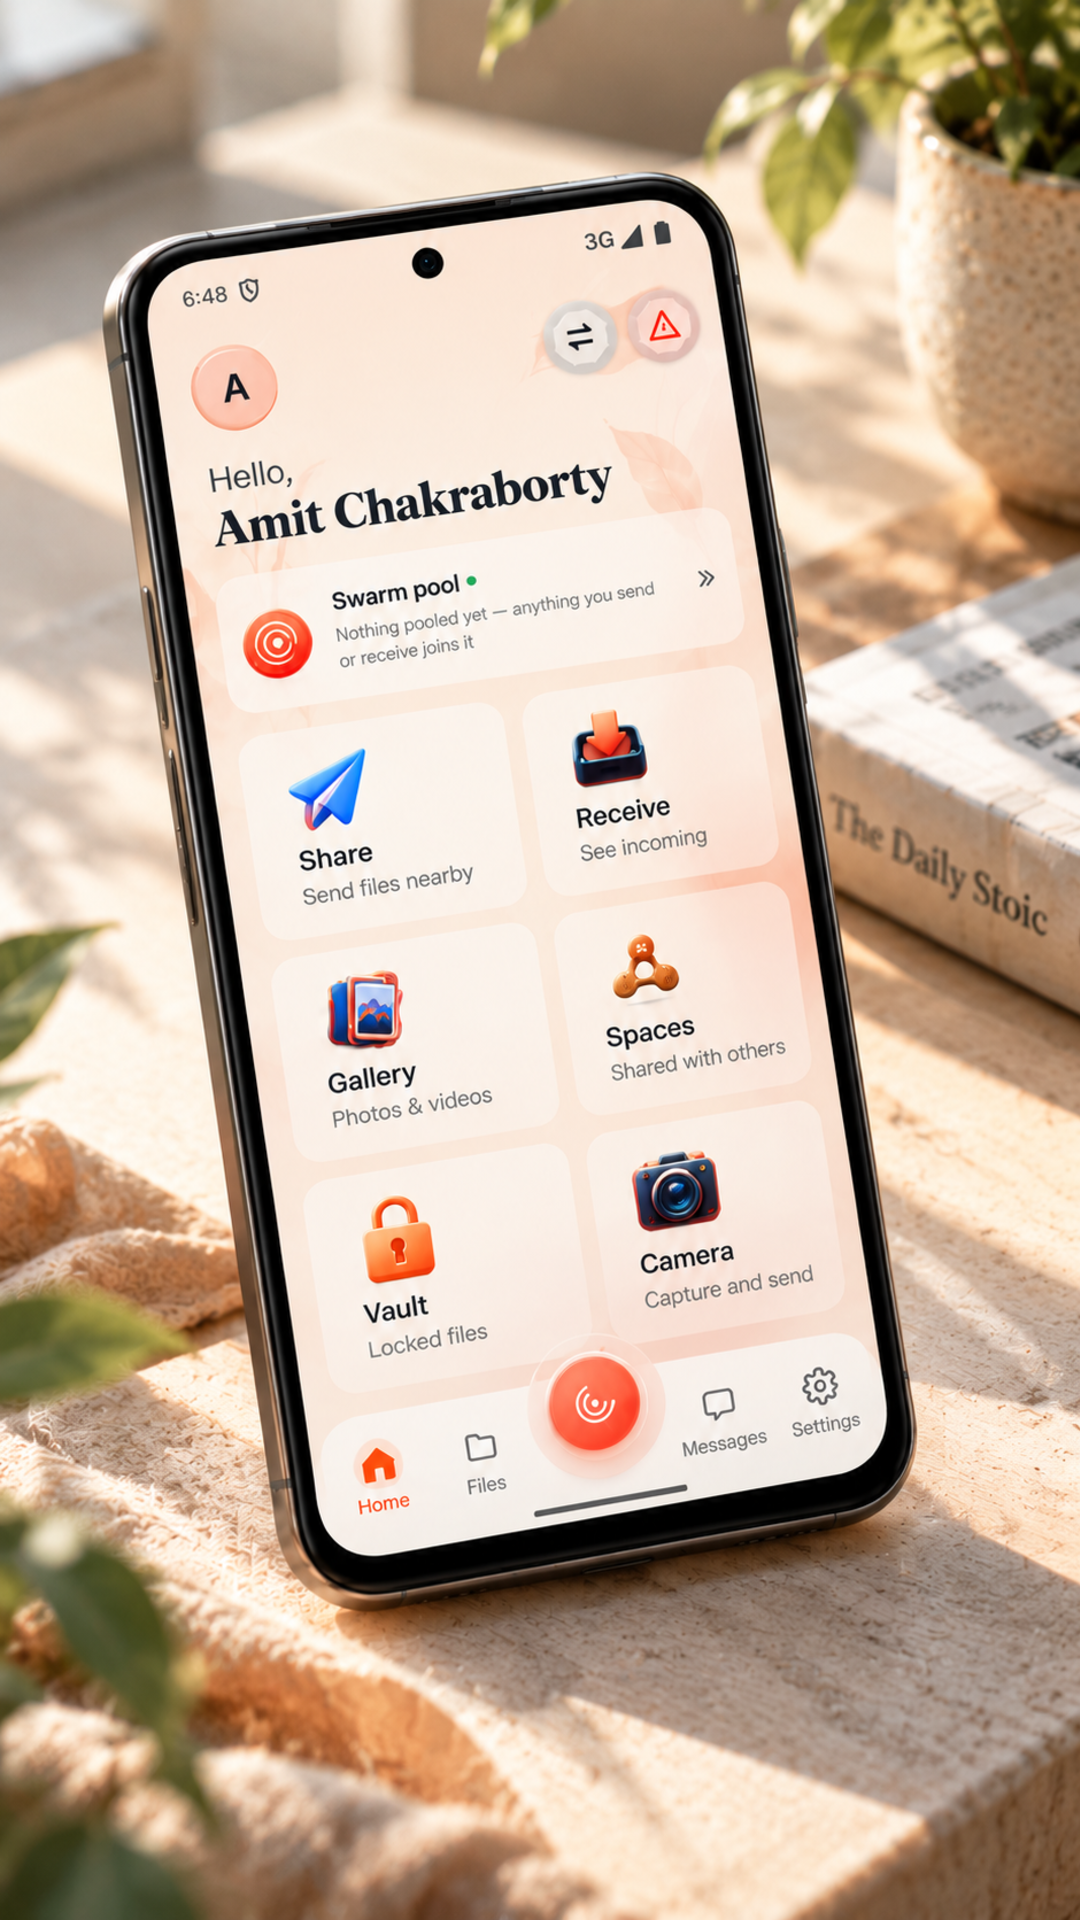 6:48
3G
A
Hello,
Amit Chakraborty
Swarm pool
Nothing pooled yet — anything you send
or receive joins it
Share
Send files nearby
Receive
See incoming
Gallery
Photos & videos
Spaces
Shared with others
Vault
Locked files
Camera
Capture and send
Home
Files
Messages
Settings
The Daily Stoic